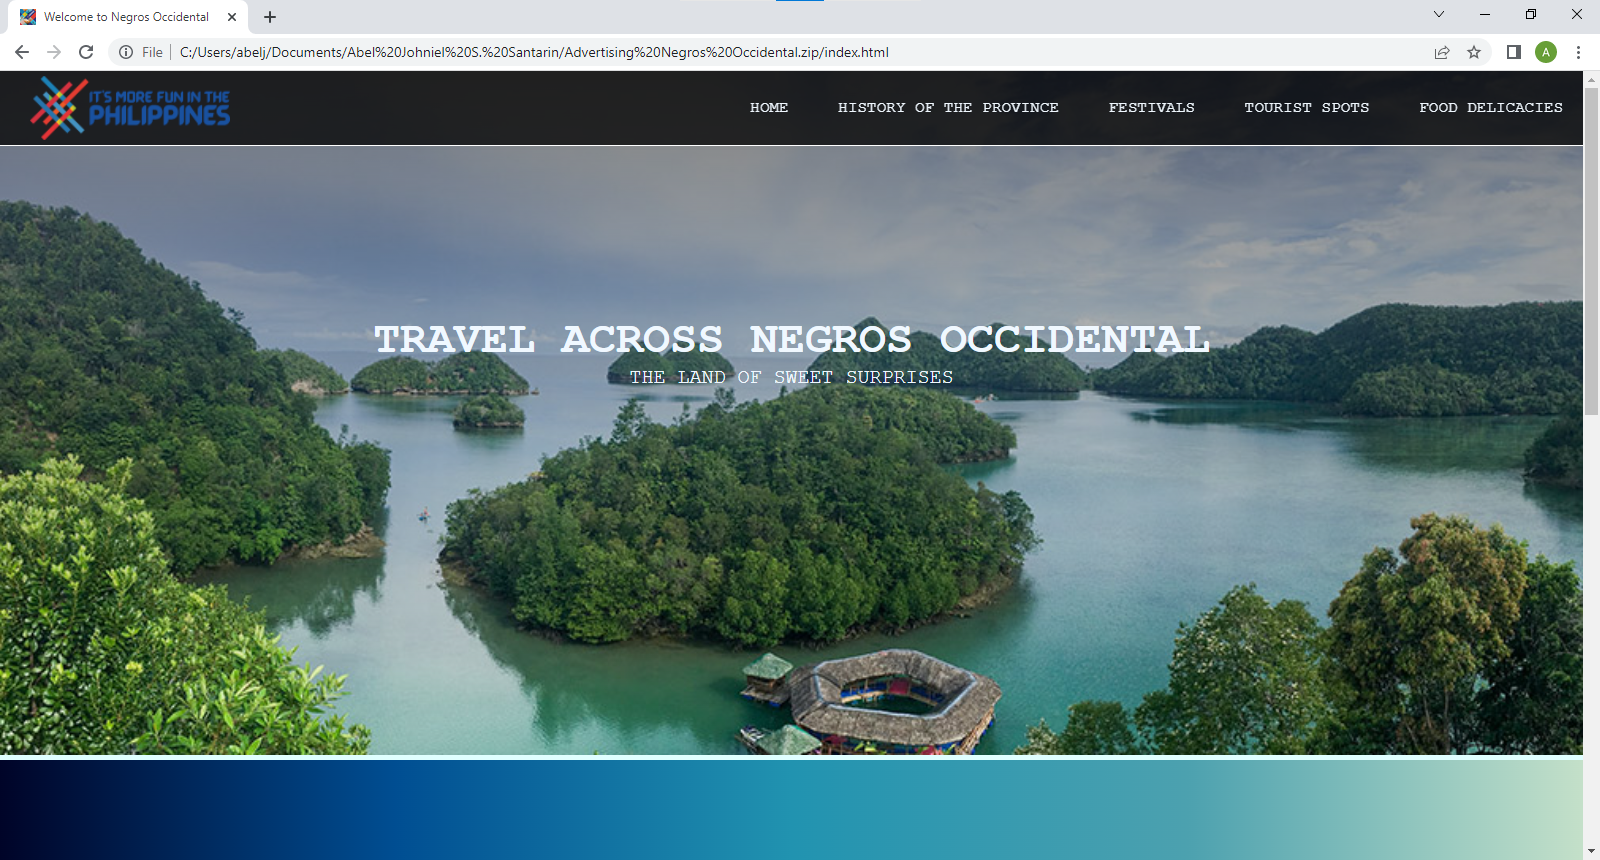 Welcome to Negros Occidental
File
C:/Users/abelj/Documents/Abel%20Johniel%20S.%20Santarin/Advertising%20Negros%20Occidental.zip/index.html
A
IT'S MORE FUN IN THE
PHILIPPINES
HOME
HISTORY OF THE PROVINCE
FESTIVALS
TOURIST SPOTS
FOOD DELICACIES
TRAVEL ACROSS NEGROS OCCIDENTAL
THE LAND OF SWEET SURPRISES